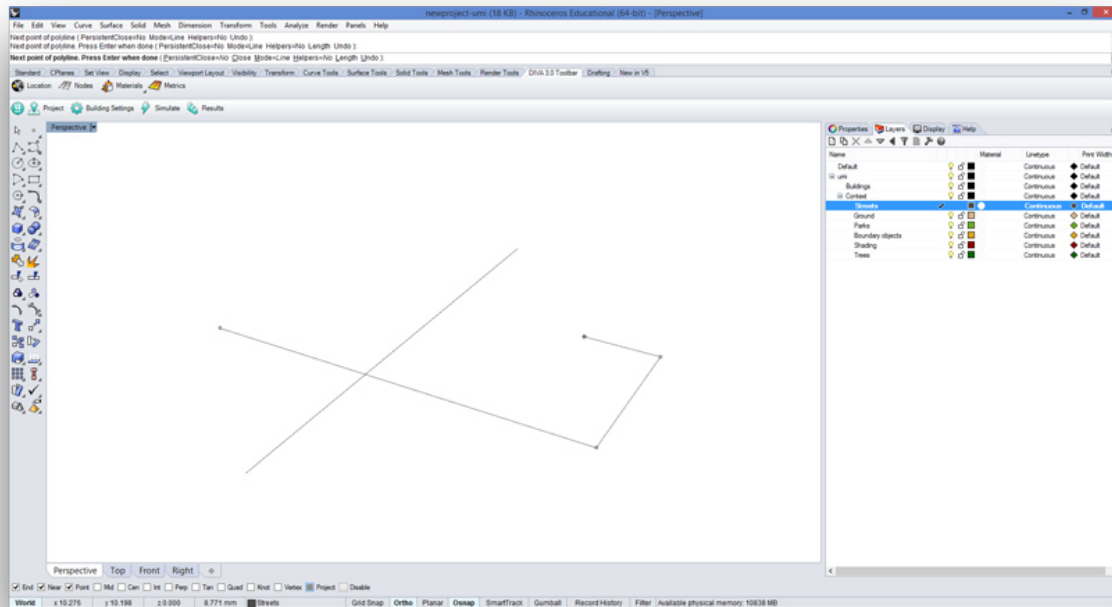 newproject-umi (18 KB) - Rhinoceros Educational (64-bit) - [Perspective]
File Edit View Curve Surface Solid Mesh Dimension Transform Tools Analyze Render Panels Help
Next point of polyline ( PersistentClose=No Mode=Line Helpers=No Undo ):
Next point of polyline. Press Enter when done ( PersistentClose=No Mode=Line Helpers=No Length Undo ):
Next point of polyline. Press Enter when done ( PersistentClose=No Close Mode=Line Helpers=No Length Undo ):
Standard CPlanes Set View Display Select Viewport Layout Visibility Transform Curve Tools Surface Tools Solid Tools Mesh Tools Render Tools DIVA 3.0 Toolbar Drafting New in V5
Location Nodes Materials Metrics
Project Building Settings Simulate Results
Perspective
Properties Layers Display Help
Name Material Linetype Print Width
Default Continuous Default
umi Continuous Default
Buildings Continuous Default
Context Continuous Default
Streets Continuous Default
Ground Continuous Default
Parks Continuous Default
Boundary objects Continuous Default
Shading Continuous Default
Trees Continuous Default
Perspective Top Front Right
End Near Point Mid Cen Int Perp Tan Quad Knot Vertex Project Disable
World x 10.276 y 10.198 z 0.000 8.771 mm Streets Grid Snap Ortho Planar Osnap SmartTrack Gumball Record History Filter Available physical memory: 10838 MB